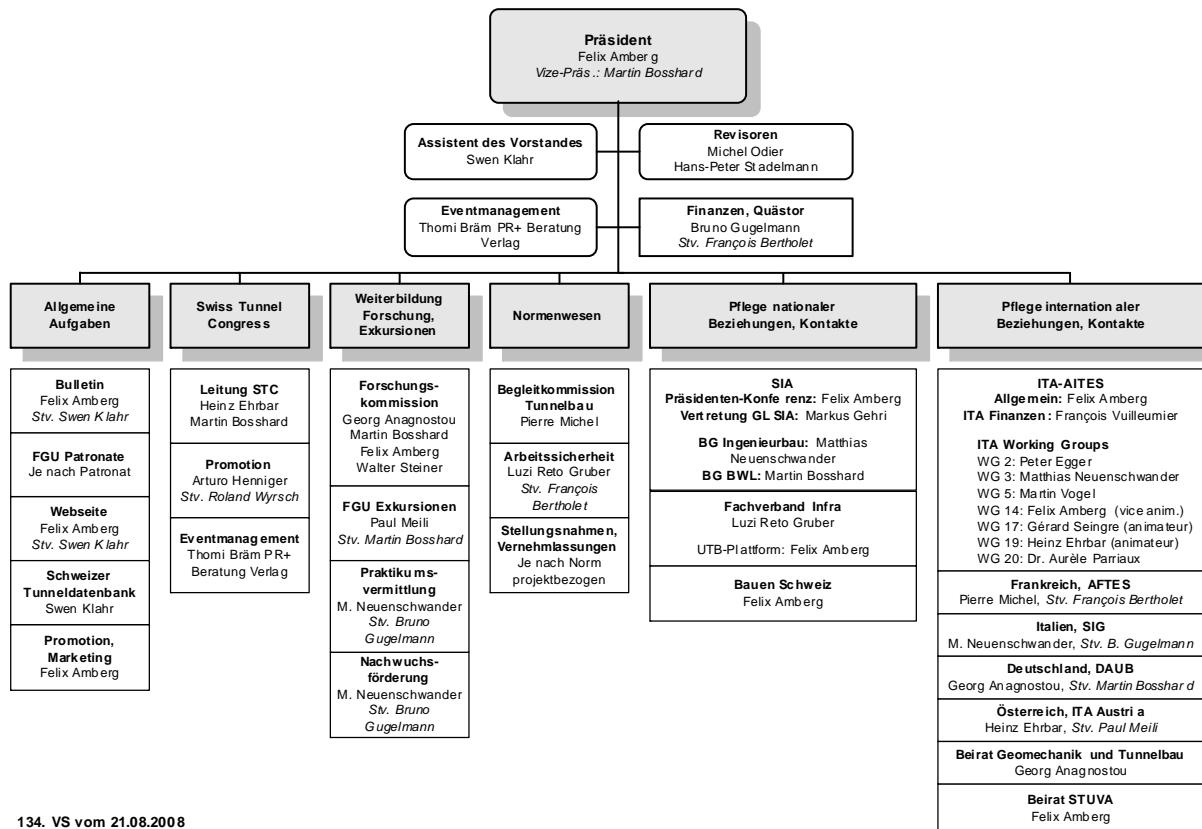 Präsident
Felix Amberg
Vize-Präs.: Martin Bosshard
Assistent des Vorstandes
Swen Klahr
Revisoren
Michel Odier
Hans-Peter Stadelmann
Eventmanagement
Thomi Bräm PR+ Beratung
Verlag
Finanzen, Quästor
Bruno Gugelmann
Stv. François Bertholet
Allgemeine
Aufgaben
Swiss Tunnel
Congress
Weiterbildung
Forschung,
Exkursionen
Normenwesen
Pflege nationaler
Beziehungen, Kontakte
Pflege internation aler
Beziehungen, Kontakte
Bulletin
Felix Amberg
Stv. Swen Klahr
FGU Patronate
Je nach Patronat
Webseite
Felix Amberg
Stv. Swen Klahr
Schweizer
Tunneldatenbank
Swen Klahr
Promotion,
Marketing
Felix Amberg
Leitung STC
Heinz Ehrbar
Martin Bosshard
Promotion
Arturo Henniger
Stv. Roland Wyrsch
Eventmanagement
Thomi Bräm PR+
Beratung Verlag
Forschungs-
kommission
Georg Anagnostou
Martin Bosshard
Felix Amberg
Walter Steiner
FGU Exkursionen
Paul Meili
Stv. Martin Bosshard
Praktikums-
vermittlung
M. Neuenschwander
Stv. Bruno
Gugelmann
Nachwuchs-
förderung
M. Neuenschwander
Stv. Bruno
Gugelmann
Begleitkommission
Tunnelbau
Pierre Michel
Arbeitssicherheit
Luzi Reto Gruber
Stv. François
Bertholet
Stellungsnahmen,
Vernehmlassungen
Je nach Norm
projektbezogen
SIA
Präsidenten-Konfe renz: Felix Amberg
Vertretung GL SIA: Markus Gehri
BG Ingenieurbau: Matthias
Neuenschwander
BG BWL: Martin Bosshard
Fachverband Infra
Luzi Reto Gruber
UTB-Plattform: Felix Amberg
Bauen Schweiz
Felix Amberg
ITA-AITES
Allgemein: Felix Amberg
ITA Finanzen: François Vuilleumier
ITA Working Groups
WG 2: Peter Egger
WG 3: Matthias Neuenschwander
WG 5: Martin Vogel
WG 14: Felix Amberg (vice anim.)
WG 17: Gérard Seingre (animateur)
WG 19: Heinz Ehrbar (animateur)
WG 20: Dr. Aurèle Parriaux
Frankreich, AFTES
Pierre Michel, Stv. François Bertholet
Italien, SIG
M. Neuenschwander, Stv. B. Gugelmann
Deutschland, DAUB
Georg Anagnostou, Stv. Martin Bosshard
Österreich, ITA Austri a
Heinz Ehrbar, Stv. Paul Meili
Beirat Geomechanik und Tunnelbau
Georg Anagnostou
Beirat STUVA
Felix Amberg
134. VS vom 21.08.2008